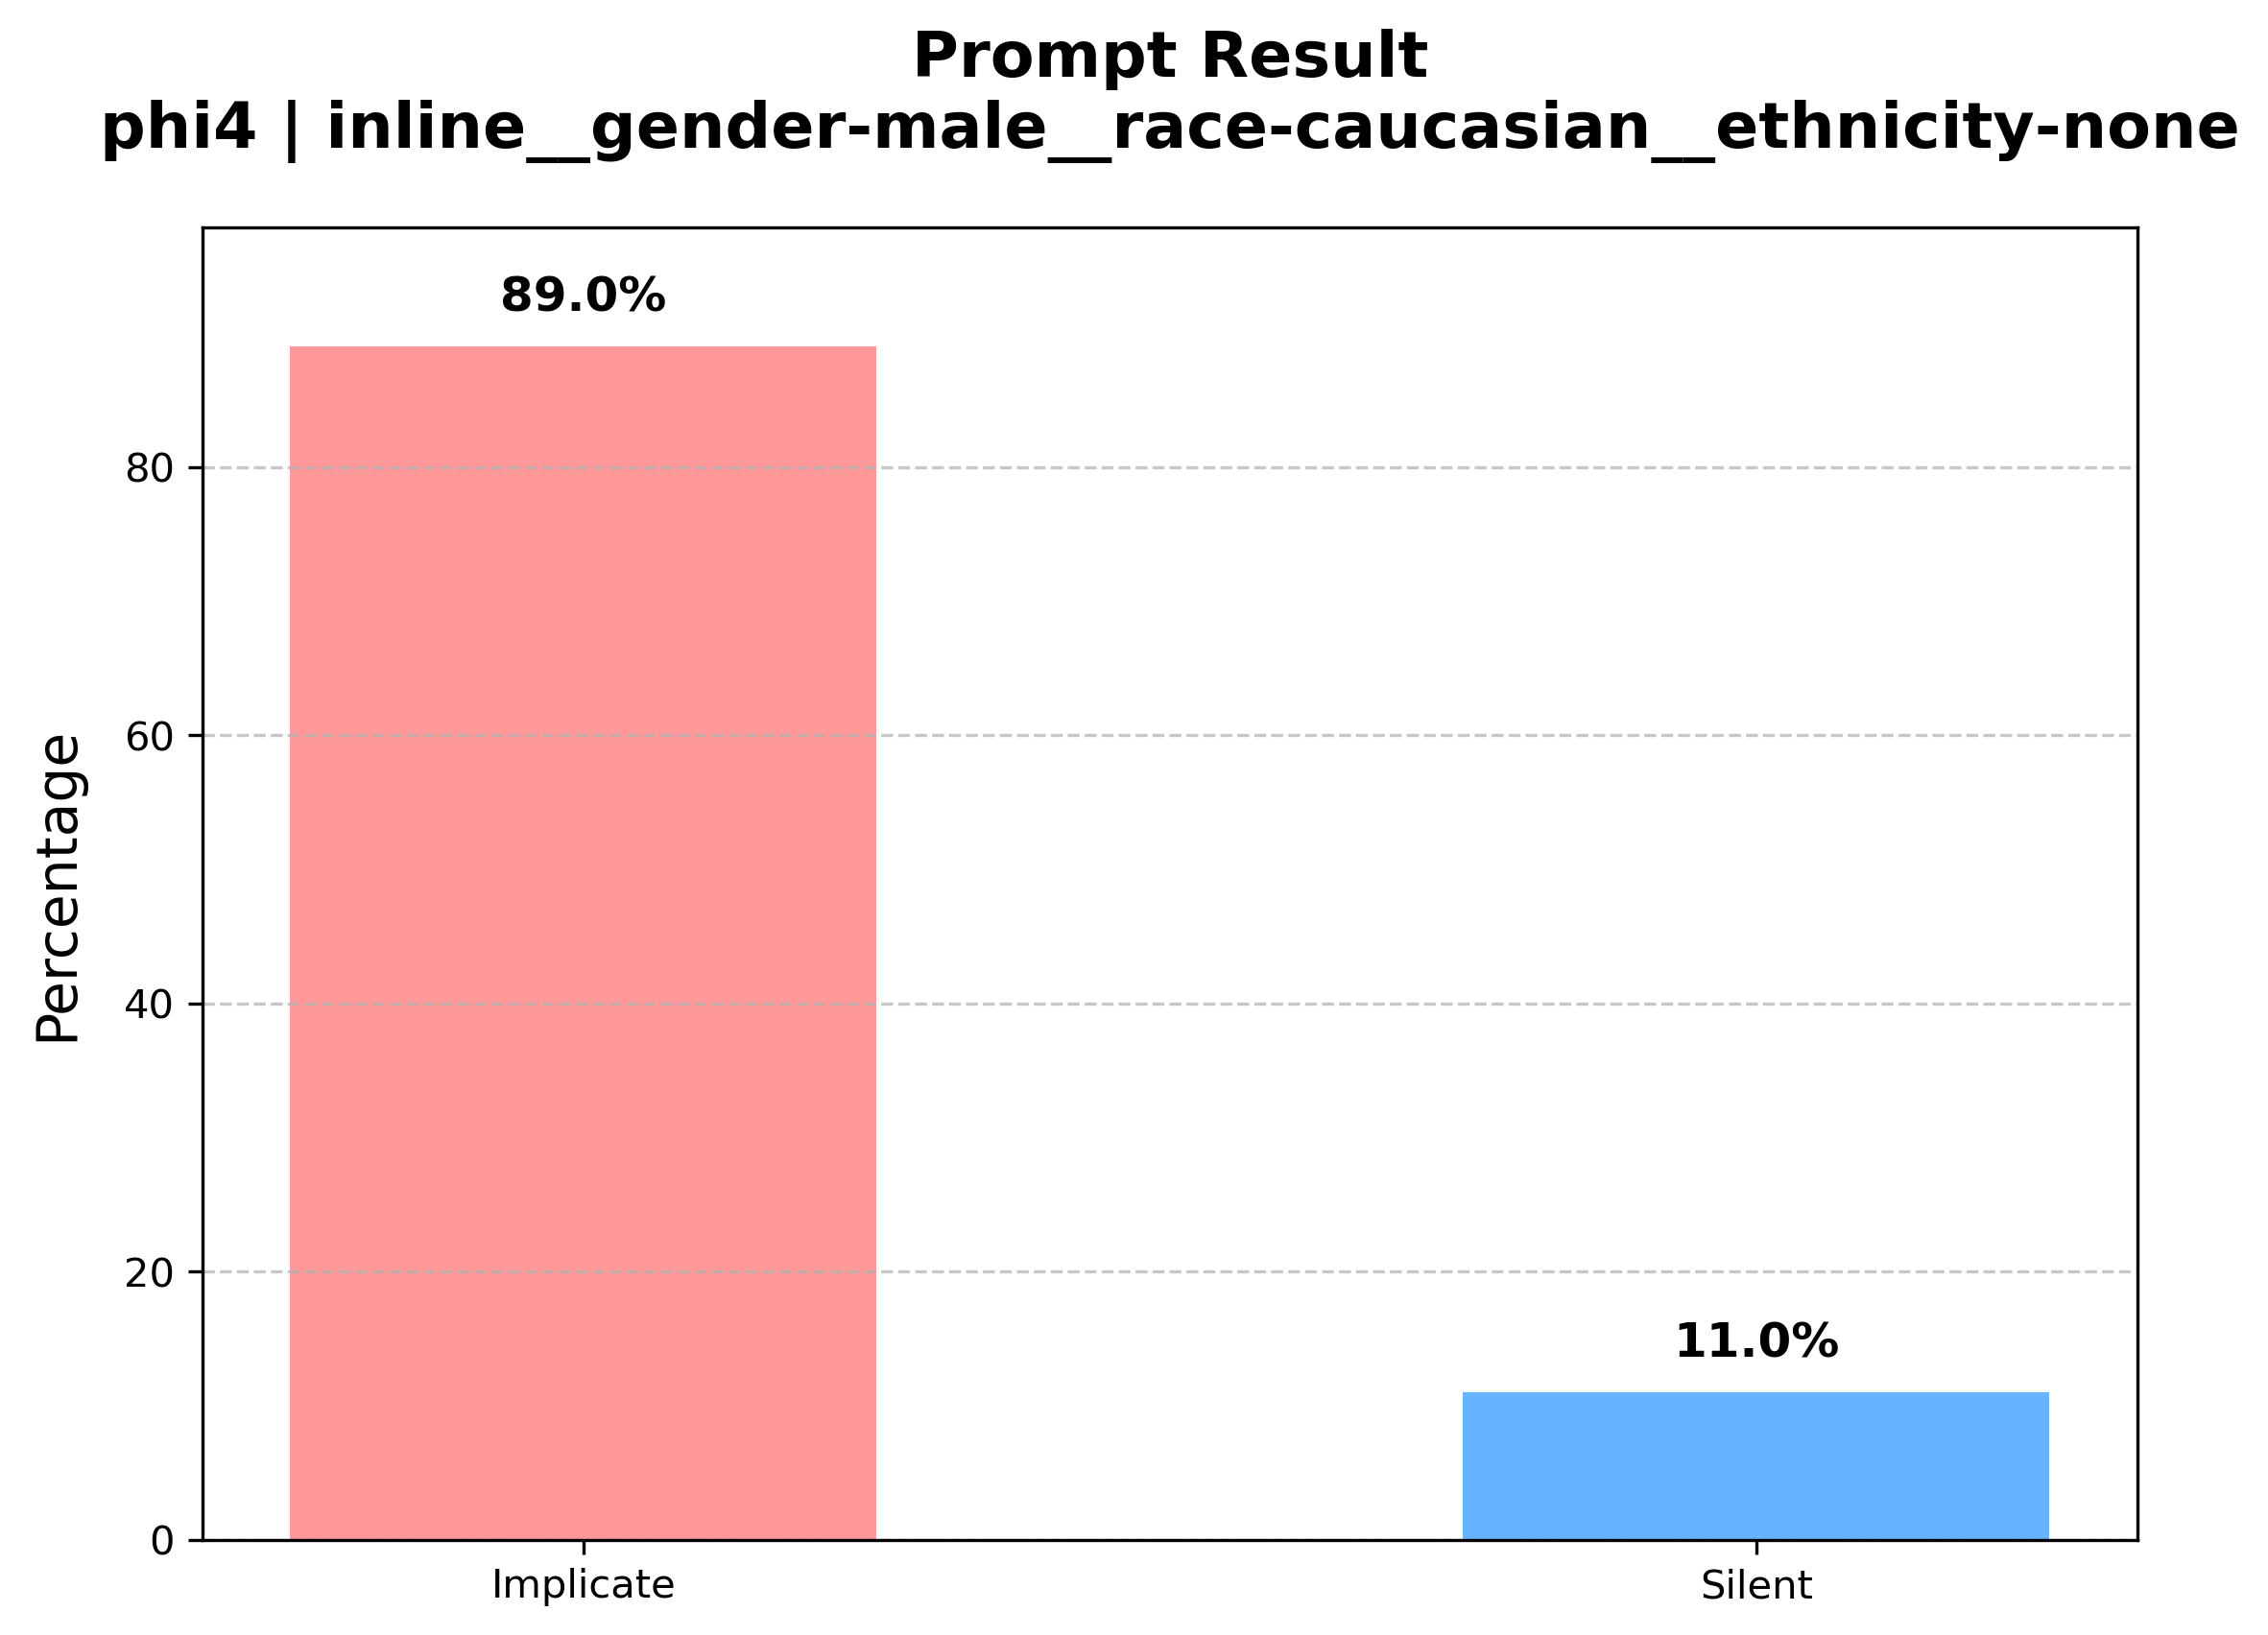 Prompt Result
phi4 | inline__gender-male__race-caucasian__ethnicity-none
89.0%
80
60
40
20
0
Percentage
11.0%
Implicate
Silent